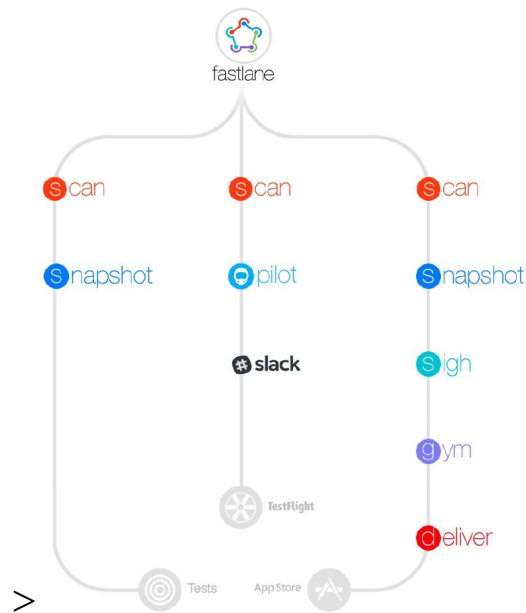 fastlane
scan scan scan
snapshot pilot snapshot
slack sigh
gym
TestFlight
deliver
Tests App Store
>